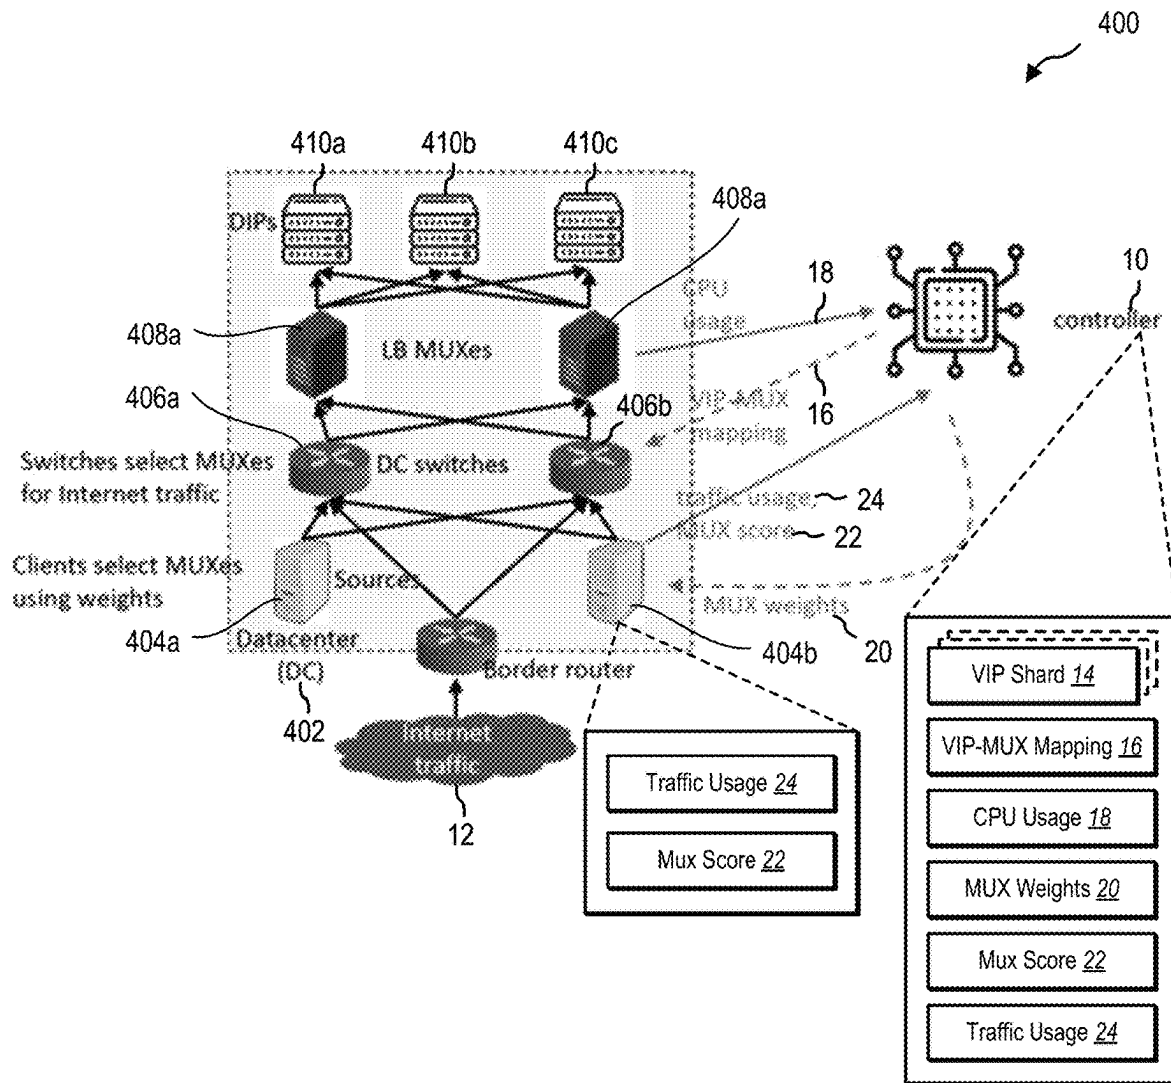 400
410a
410b
410c
408a
DIPs
CPU
usage
18
10
controller
408a
LB MUXes
16
406a
406b
VIP-MUX
mapping
Switches select MUXes
for Internet traffic
DC switches
traffic usage,
24
MUX score
22
Clients select MUXes
using weights
Sources
MUX weights
404a
Datacenter
(DC)
Border router
404b
20
402
Internet
traffic
12
Traffic Usage 24
Mux Score 22
VIP Shard 14
VIP-MUX Mapping 16
CPU Usage 18
MUX Weights 20
Mux Score 22
Traffic Usage 24